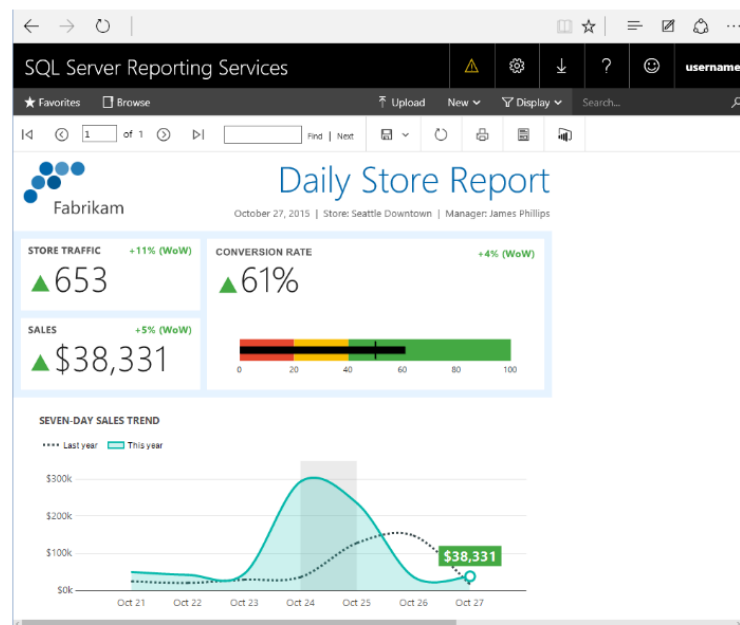 SQL Server Reporting Services ? username
Favorites Browse Upload New Display Search...
1 of 1 Find | Next
Fabrikam
Daily Store Report
October 27, 2015 | Store: Seattle Downtown | Manager: James Phillips
STORE TRAFFIC +11% (WoW)
653
CONVERSION RATE +4% (WoW)
61%
SALES +5% (WoW)
$38,331
0 20 40 60 80 100
SEVEN-DAY SALES TREND
Last year This year
$300k
$200k
$100k
$0k
$38,331
Oct 21 Oct 22 Oct 23 Oct 24 Oct 25 Oct 26 Oct 27